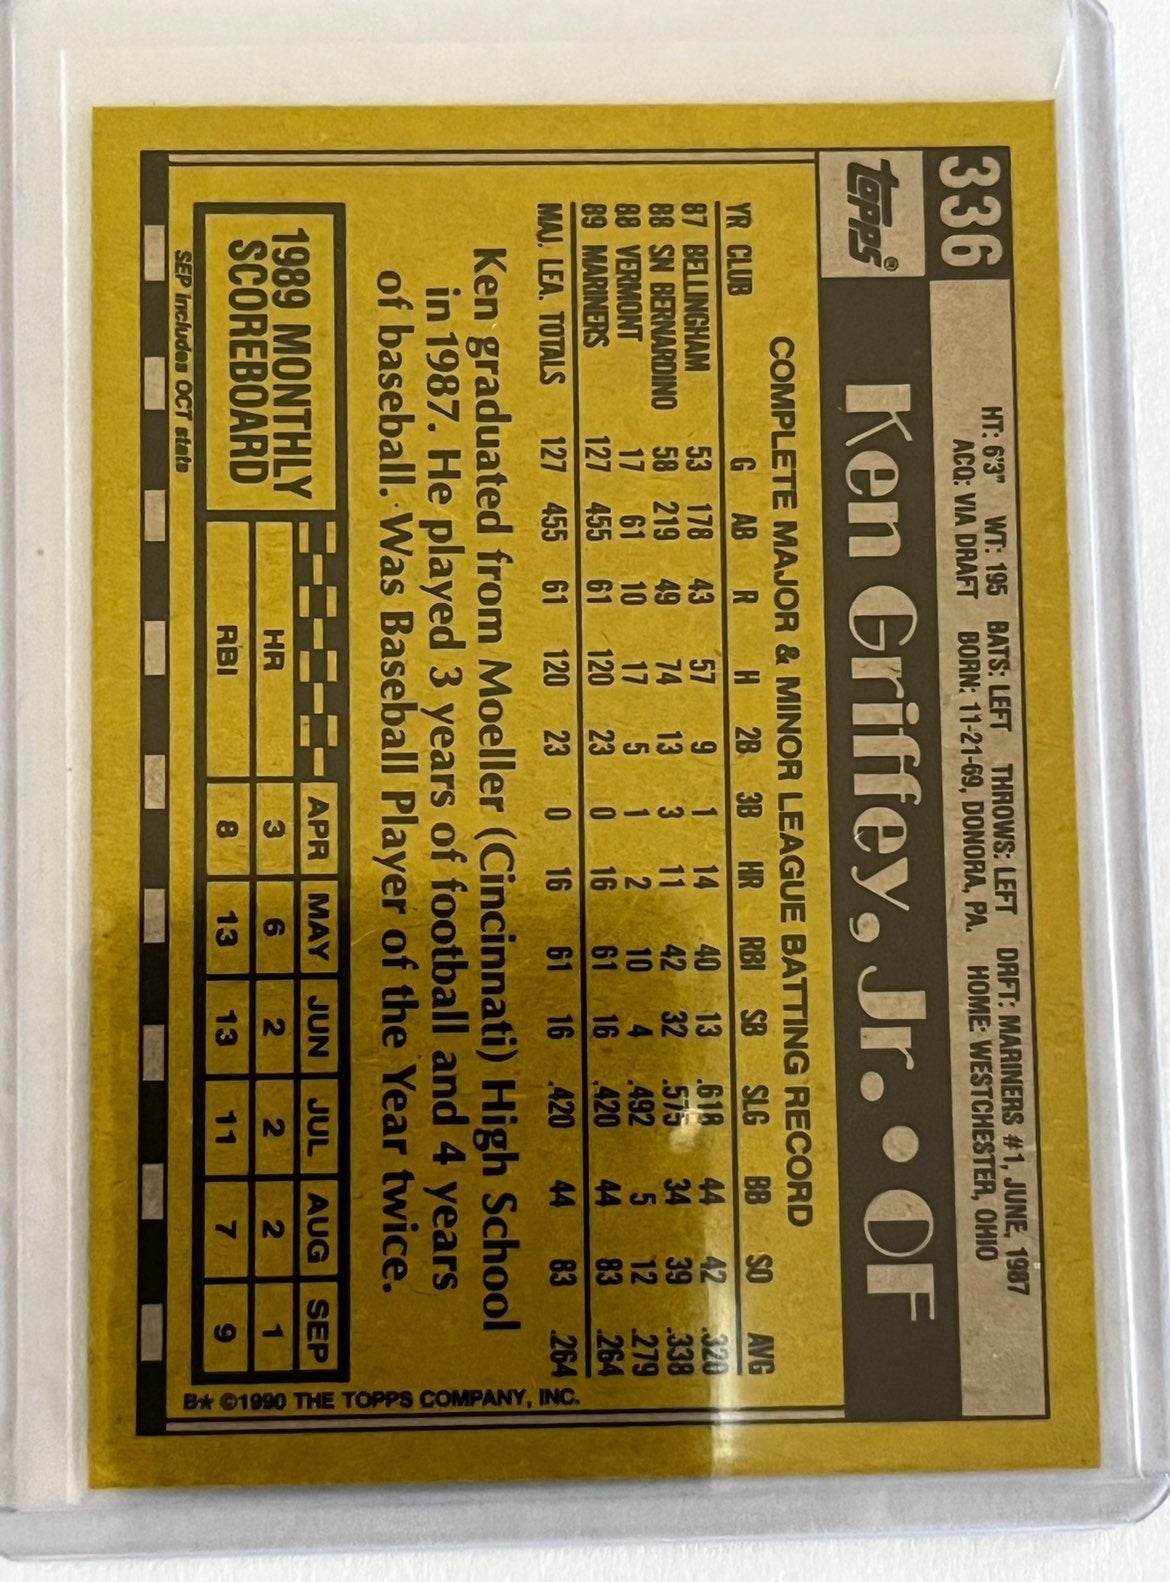 336
HT: 6'3" WT: 195 BATS: LEFT THROWS: LEFT DRFT: MARINERS #1, JUNE, 1987
ACQ: VIA DRAFT BORN: 11-21-69, DONORA, PA. HOME: WESTCHESTER, OHIO
topps® Ken Griffey, Jr. • OF
COMPLETE MAJOR & MINOR LEAGUE BATTING RECORD
YR CLUB G AB R H 2B 3B HR RBI SB SLG BB SO AVG
87 BELLINGHAM 53 178 43 57 9 1 14 40 13 .618 44 42 .320
88 SN BERNARDINO 58 219 49 74 13 3 11 42 32 .575 34 39 .338
88 VERMONT 17 61 10 17 5 1 2 10 4 .492 5 12 .279
89 MARINERS 127 455 61 120 23 0 16 61 16 .420 44 83 .264
MAJ. LEA. TOTALS 127 455 61 120 23 0 16 61 16 .420 44 83 .264
Ken graduated from Moeller (Cincinnati) High School
in 1987. He played 3 years of football and 4 years
of baseball. Was Baseball Player of the Year twice.
1989 MONTHLY
SCOREBOARD
APR MAY JUN JUL AUG SEP
HR 3 6 2 2 2 1
RBI 8 13 13 11 7 9
SEP includes OCT stats
B★ ©1990 THE TOPPS COMPANY, INC.